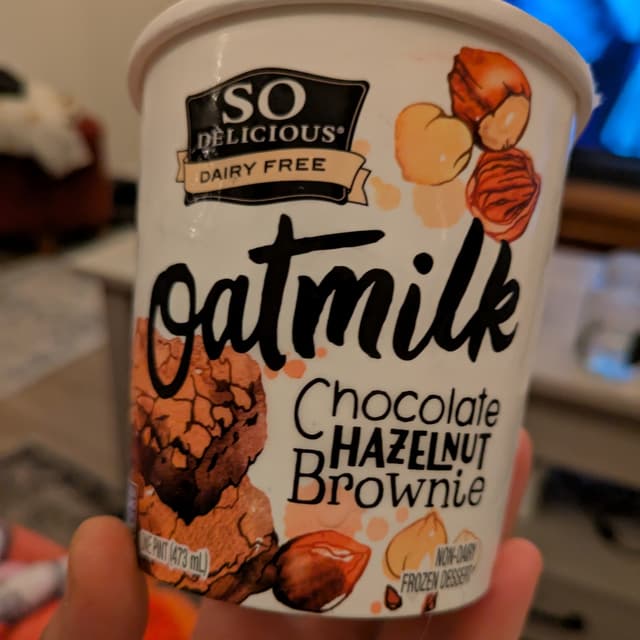 SO
DELICIOUS®
DAIRY FREE
oatmilk
Chocolate
HAZELNUT
Brownie
ONE PINT (473 mL)
NON-DAIRY
FROZEN DESSERT